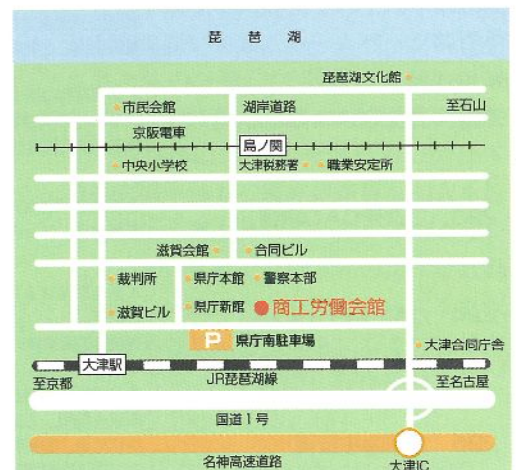 琵琶湖
琵琶湖文化館
市民会館
湖岸道路
至石山
京阪電車
島ノ関
中央小学校
大津税務署
職業安定所
滋賀会館
合同ビル
裁判所
県庁本館
警察本部
滋賀ビル
県庁新館
商工労働会館
P
県庁南駐車場
大津合同庁舎
大津駅
至京都
JR琵琶湖線
至名古屋
国道1号
名神高速道路
大津IC